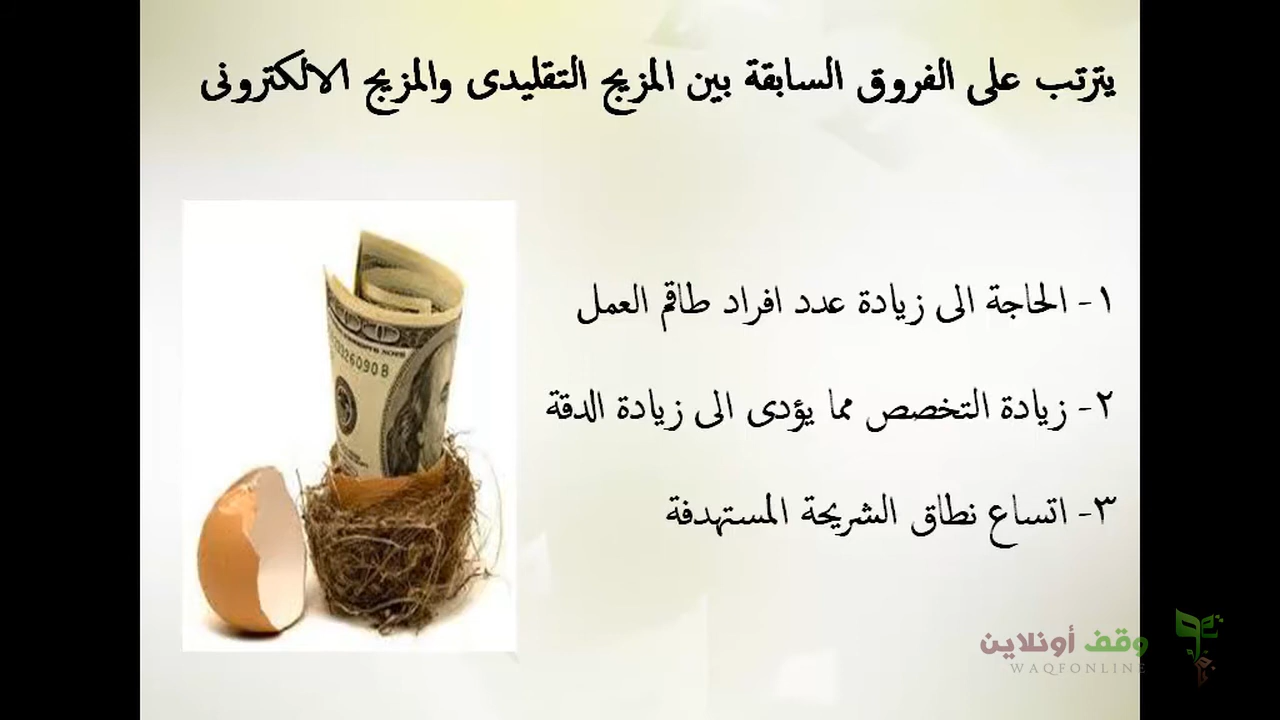 يترتب على الفروق السابقة بين المزيج التقليدى والمزيج الالكترونى
١- الحاجة الى زيادة عدد افراد طاقم العمل
٢- زيادة التخصص مما يؤدى الى زيادة الدقة
٣- اتساع نطاق الشريحة المستهدفة
وقف أونلاين
WAQFONLINE